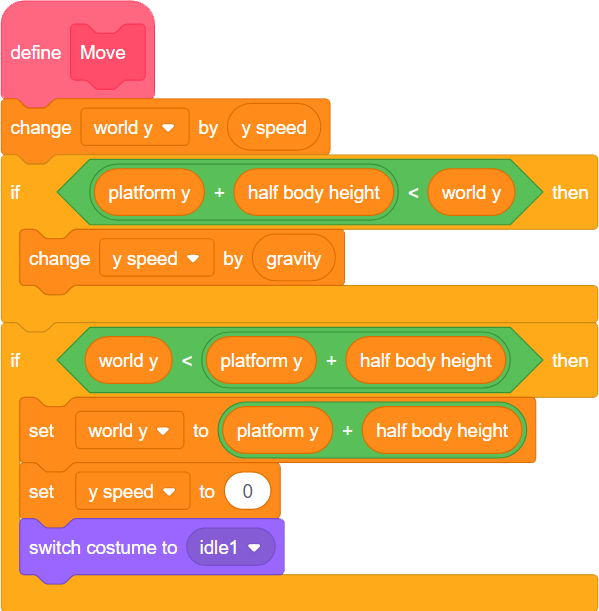 define Move
change world y by y speed
if platform y + half body height < world y then
change y speed by gravity
if world y < platform y + half body height then
set world y to platform y + half body height
set y speed to 0
switch costume to idle1